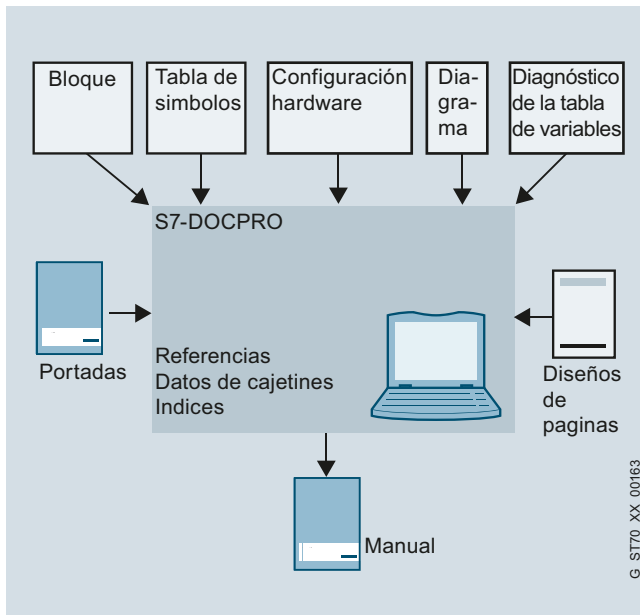 Bloque
Tabla de
simbolos
Configuración
hardware
Dia-
gra-
ma
Diagnóstico
de la tabla
de variables
S7-DOCPRO
Portadas
Referencias
Datos de cajetines
Indices
Diseños
de
paginas
Manual
G_ST70_XX_00163